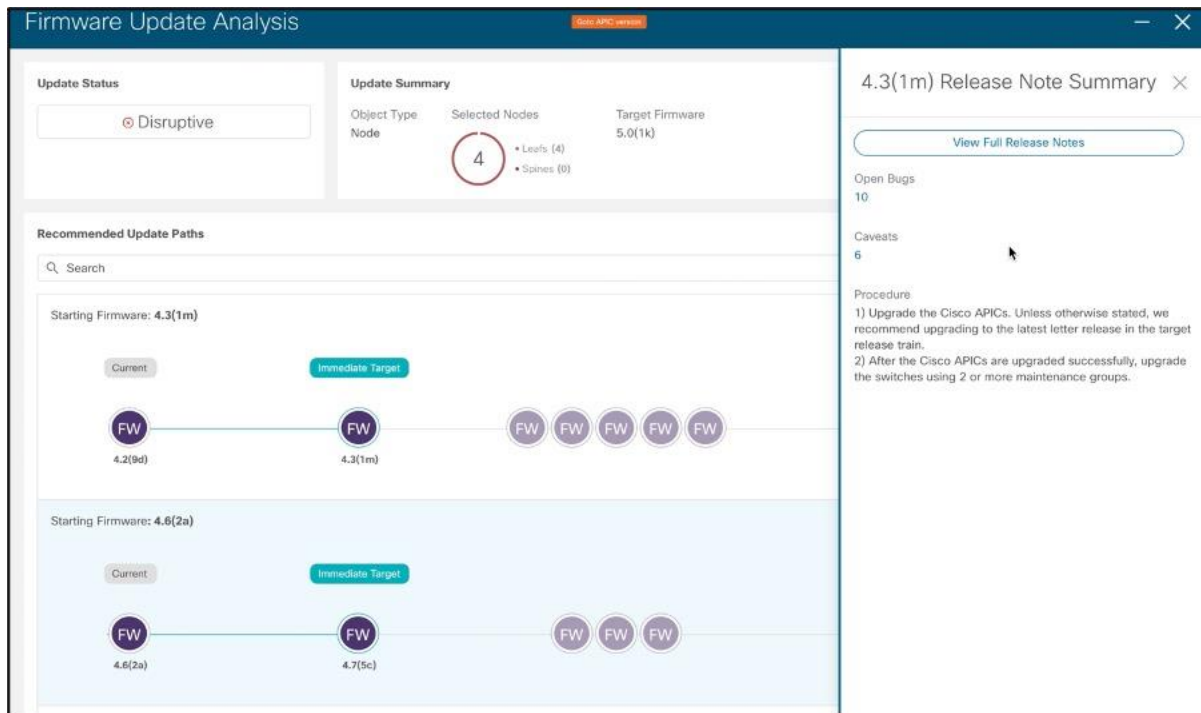 Firmware Update Analysis
Goto APIC version
Update Status
Disruptive
Update Summary
Object Type
Node
Selected Nodes
4
• Leafs (4)
• Spines (0)
Target Firmware
5.0(1k)
Recommended Update Paths
Search
Starting Firmware: 4.3(1m)
Current
Immediate Target
FW
FW
FW
FW
FW
FW
FW
4.2(9d)
4.3(1m)
Starting Firmware: 4.6(2a)
Current
Immediate Target
FW
FW
FW
FW
FW
4.6(2a)
4.7(5c)
4.3(1m) Release Note Summary
View Full Release Notes
Open Bugs
10
Caveats
6
Procedure
1) Upgrade the Cisco APICs. Unless otherwise stated, we
recommend upgrading to the latest letter release in the target
release train.
2) After the Cisco APICs are upgraded successfully, upgrade
the switches using 2 or more maintenance groups.